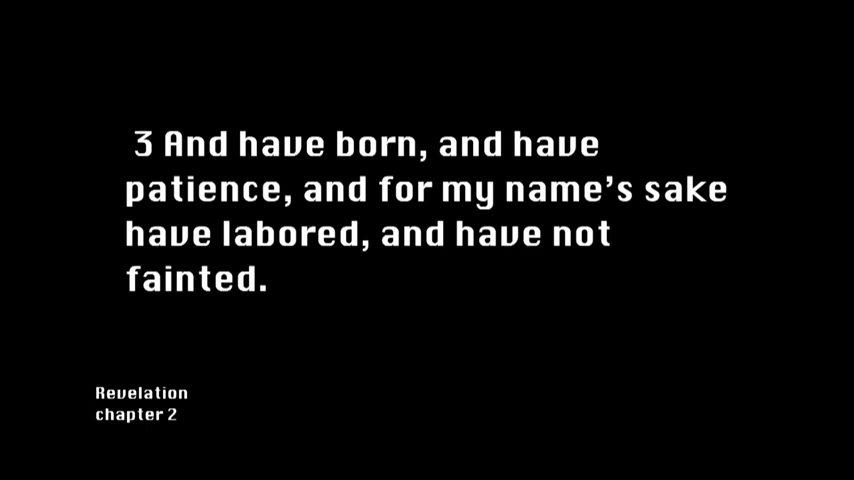 3 And have born, and have
patience, and for my name's sake
have labored, and have not
fainted.
Revelation
chapter 2